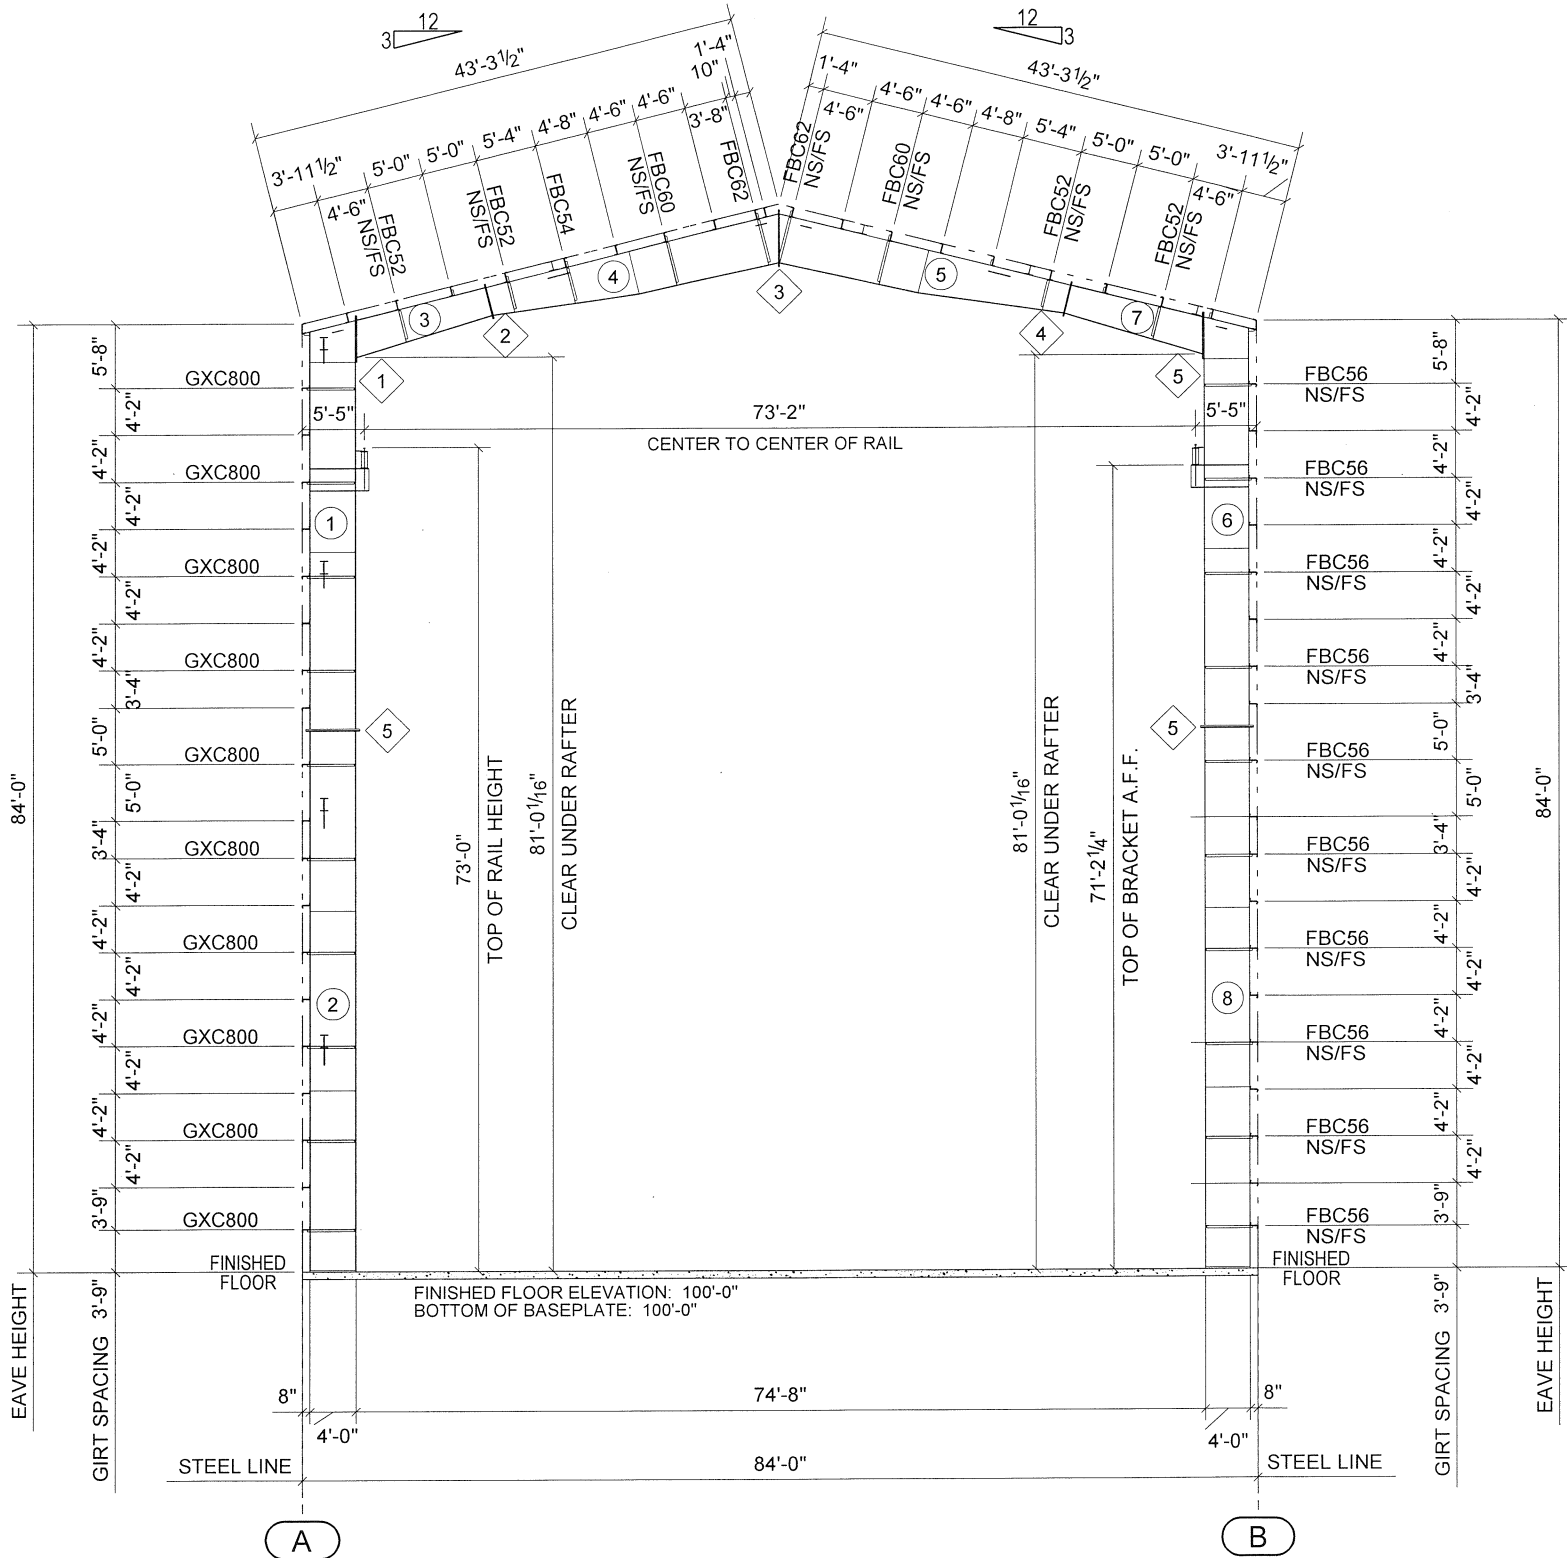 12
3
12
3
43'-3½"
43'-3½"
1'-4"
10"
1'-4"
3'-11½"
4'-6"
5'-0"
5'-0"
5'-4"
4'-8"
4'-6"
4'-6"
3'-8"
4'-6"
4'-6"
4'-6"
4'-8"
5'-4"
5'-0"
5'-0"
4'-6"
3'-11½"
FBC52
NS/FS
FBC52
NS/FS
FBC54
FBC60
NS/FS
FBC62
FBC62
NS/FS
FBC60
NS/FS
FBC52
NS/FS
FBC52
NS/FS
3
4
5
7
2
3
4
1
5
5'-5"
73'-2"
CENTER TO CENTER OF RAIL
5'-5"
84'-0"
EAVE HEIGHT
5'-8"
4'-2"
4'-2"
4'-2"
4'-2"
4'-2"
4'-2"
3'-4"
5'-0"
5'-0"
3'-4"
4'-2"
4'-2"
4'-2"
4'-2"
4'-2"
4'-2"
4'-2"
3'-9"
GIRT SPACING 3'-9"
GXC800
GXC800
GXC800
GXC800
GXC800
GXC800
GXC800
GXC800
GXC800
GXC800
1
5
2
73'-0"
TOP OF RAIL HEIGHT
81'-0 1/16"
CLEAR UNDER RAFTER
81'-0 1/16"
CLEAR UNDER RAFTER
71'-2¼"
TOP OF BRACKET A.F.F.
6
5
8
FBC56
NS/FS
FBC56
NS/FS
FBC56
NS/FS
FBC56
NS/FS
FBC56
NS/FS
FBC56
NS/FS
FBC56
NS/FS
FBC56
NS/FS
FBC56
NS/FS
FBC56
NS/FS
5'-8"
4'-2"
4'-2"
4'-2"
4'-2"
4'-2"
4'-2"
3'-4"
5'-0"
5'-0"
3'-4"
4'-2"
4'-2"
4'-2"
4'-2"
4'-2"
4'-2"
4'-2"
3'-9"
GIRT SPACING 3'-9"
84'-0"
EAVE HEIGHT
FINISHED
FLOOR
FINISHED
FLOOR
FINISHED FLOOR ELEVATION: 100'-0"
BOTTOM OF BASEPLATE: 100'-0"
8"
74'-8"
8"
4'-0"
4'-0"
STEEL LINE
84'-0"
STEEL LINE
A
B